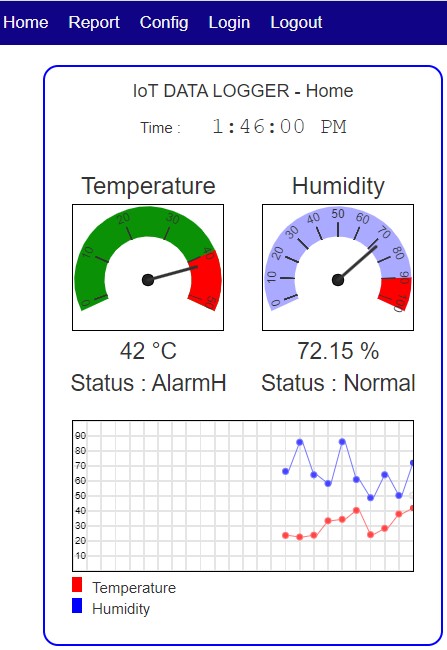 Home Report Config Login Logout
IoT DATA LOGGER - Home
Time : 1:46:00 PM
Temperature Humidity
0 10 20 30 40 50
0 10 20 30 40 50 60 70 80 90 100
42 °C 72.15 %
Status : AlarmH Status : Normal
90
80
70
60
50
40
30
20
10
Temperature
Humidity